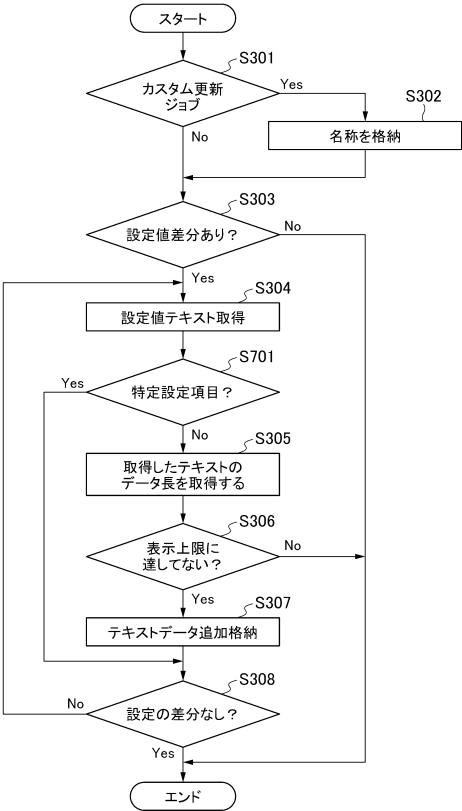 スタート
S301
カスタム更新
ジョブ
Yes
S302
名称を格納
No
S303
設定値差分あり？
No
Yes
S304
設定値テキスト取得
S701
Yes
特定設定項目？
No
S305
取得したテキストの
データ長を取得する
S306
表示上限に
達してない？
No
Yes
S307
テキストデータ追加格納
S308
No
設定の差分なし？
Yes
エンド